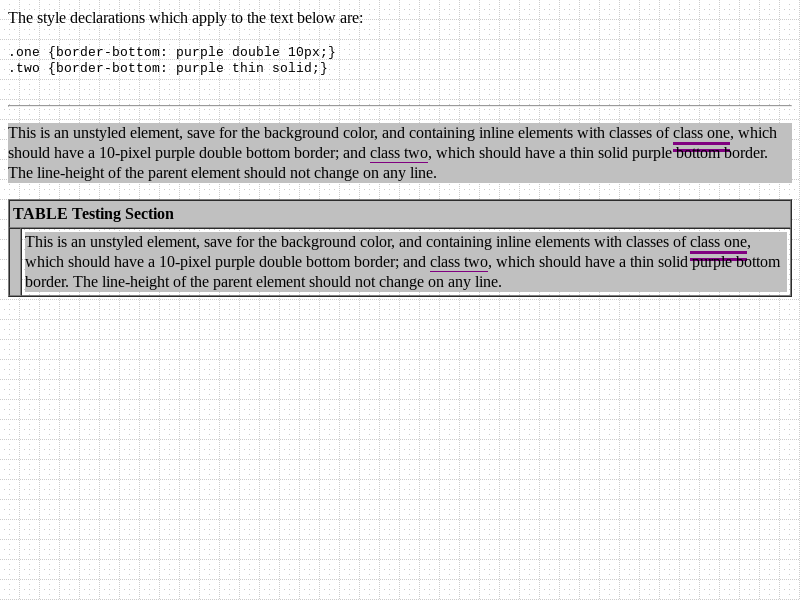 The style declarations which apply to the text below are:
.one {border-bottom: purple double 10px;}
.two {border-bottom: purple thin solid;}
This is an unstyled element, save for the background color, and containing inline elements with classes of class one, which
should have a 10-pixel purple double bottom border; and class two, which should have a thin solid purple bottom border.
The line-height of the parent element should not change on any line.
TABLE Testing Section
This is an unstyled element, save for the background color, and containing inline elements with classes of class one,
which should have a 10-pixel purple double bottom border; and class two, which should have a thin solid purple bottom
border. The line-height of the parent element should not change on any line.